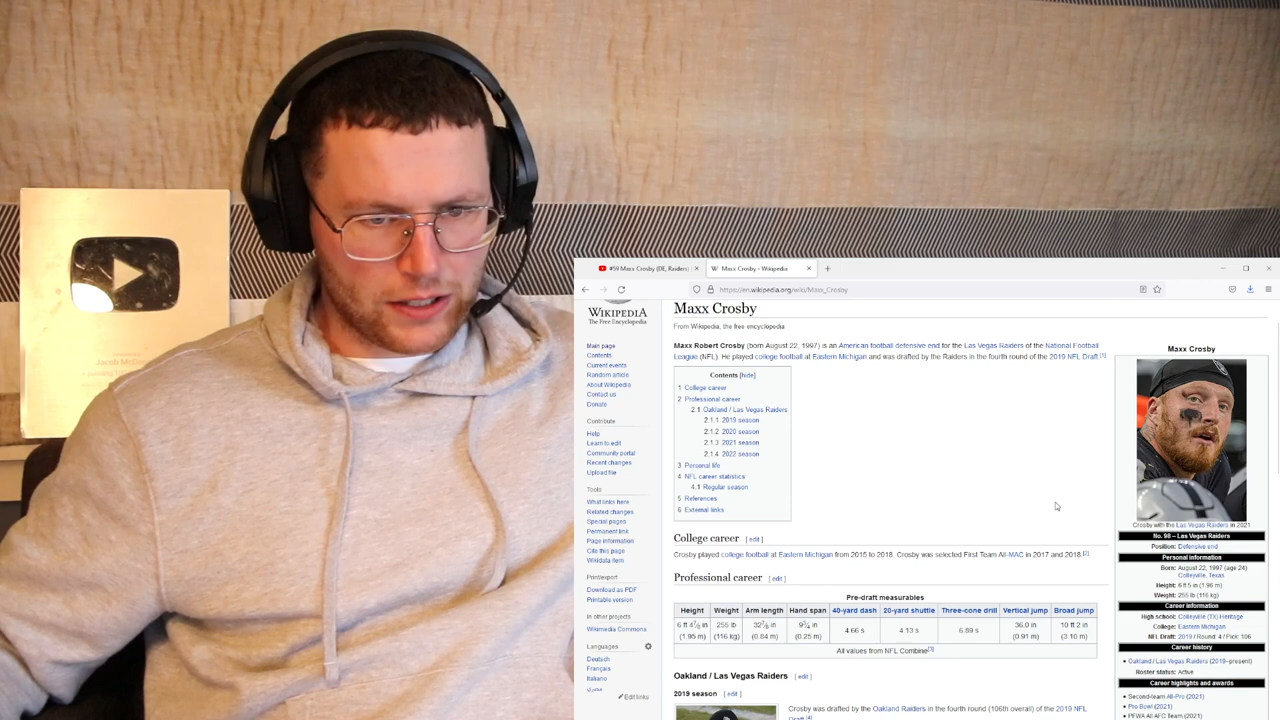 #59 Maxx Crosby (DE, Raiders)
Maxx Crosby - Wikipedia
https://en.wikipedia.org/wiki/Maxx_Crosby
WIKIPEDIA
The Free Encyclopedia
Main page
Contents
Current events
Random article
About Wikipedia
Contact us
Donate
Contribute
Help
Learn to edit
Community portal
Recent changes
Upload file
Tools
What links here
Related changes
Special pages
Permanent link
Page information
Cite this page
Wikidata item
Print/export
Download as PDF
Printable version
In other projects
Wikimedia Commons
Languages
Deutsch
Français
Italiano
مصرى
Edit links
Maxx Crosby
From Wikipedia, the free encyclopedia
Maxx Robert Crosby (born August 22, 1997) is an American football defensive end for the Las Vegas Raiders of the National Football
League (NFL). He played college football at Eastern Michigan and was drafted by the Raiders in the fourth round of the 2019 NFL Draft.[1]
Contents [hide]
1 College career
2 Professional career
2.1 Oakland / Las Vegas Raiders
2.1.1 2019 season
2.1.2 2020 season
2.1.3 2021 season
2.1.4 2022 season
3 Personal life
4 NFL career statistics
4.1 Regular season
5 References
6 External links
College career [edit]
Crosby played college football at Eastern Michigan from 2015 to 2018. Crosby was selected First Team All-MAC in 2017 and 2018.[2]
Professional career [edit]
Pre-draft measurables
Height Weight Arm length Hand span 40-yard dash 20-yard shuttle Three-cone drill Vertical jump Broad jump
6 ft 4+7⁄8 in 255 lb 32+7⁄8 in 9+3⁄4 in 4.66 s 4.13 s 6.89 s 36.0 in 10 ft 2 in
(1.95 m) (116 kg) (0.84 m) (0.25 m) (0.91 m) (3.10 m)
All values from NFL Combine[3]
Oakland / Las Vegas Raiders [edit]
2019 season [edit]
Crosby was drafted by the Oakland Raiders in the fourth round (106th overall) of the 2019 NFL
Draft.[4]
Maxx Crosby
Crosby with the Las Vegas Raiders in 2021
No. 98 – Las Vegas Raiders
Position: Defensive end
Personal information
Born: August 22, 1997 (age 24)
Colleyville, Texas
Height: 6 ft 5 in (1.96 m)
Weight: 255 lb (116 kg)
Career information
High school: Colleyville (TX) Heritage
College: Eastern Michigan
NFL Draft: 2019 / Round: 4 / Pick: 106
Career history
Oakland / Las Vegas Raiders (2019–present)
Roster status: Active
Career highlights and awards
Second-team All-Pro (2021)
Pro Bowl (2021)
PFWA All AFC Team (2021)